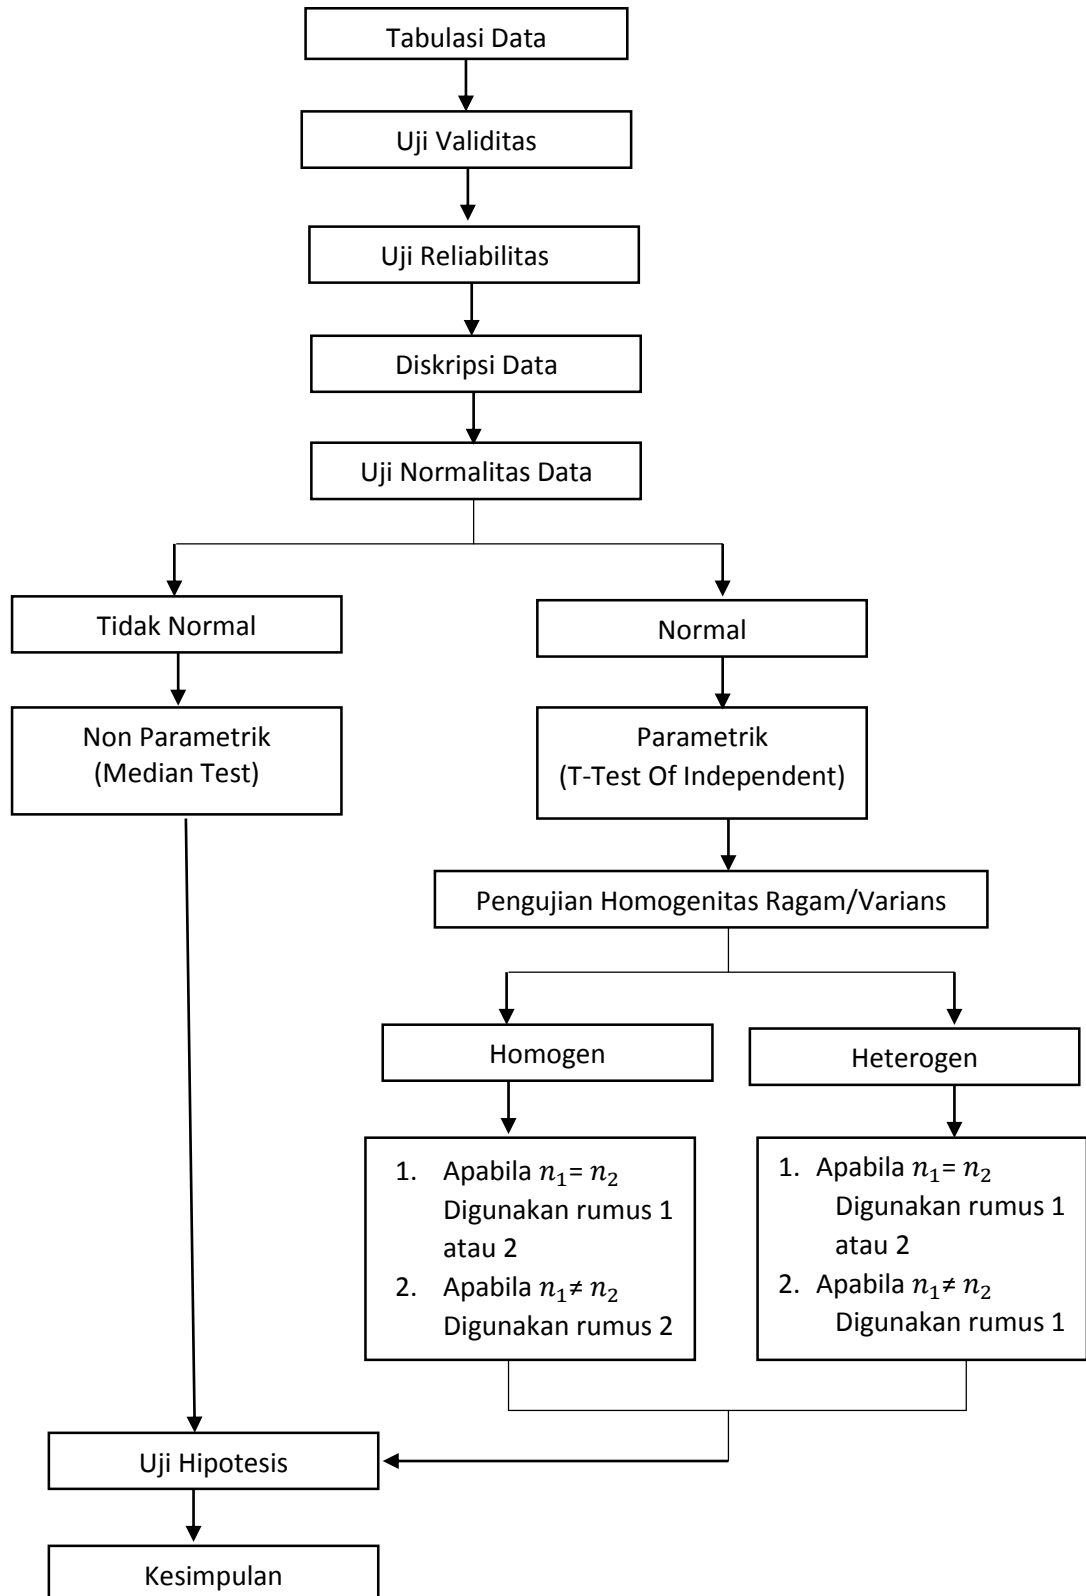 Tabulasi Data
Uji Validitas
Uji Reliabilitas
Diskripsi Data
Uji Normalitas Data
Tidak Normal
Normal
Non Parametrik
(Median Test)
Parametrik
(T-Test Of Independent)
Pengujian Homogenitas Ragam/Varians
Homogen
Heterogen
1. Apabila n₁= n₂
Digunakan rumus 1
atau 2
2. Apabila n₁≠ n₂
Digunakan rumus 2
1. Apabila n₁= n₂
Digunakan rumus 1
atau 2
2. Apabila n₁≠ n₂
Digunakan rumus 1
Uji Hipotesis
Kesimpulan